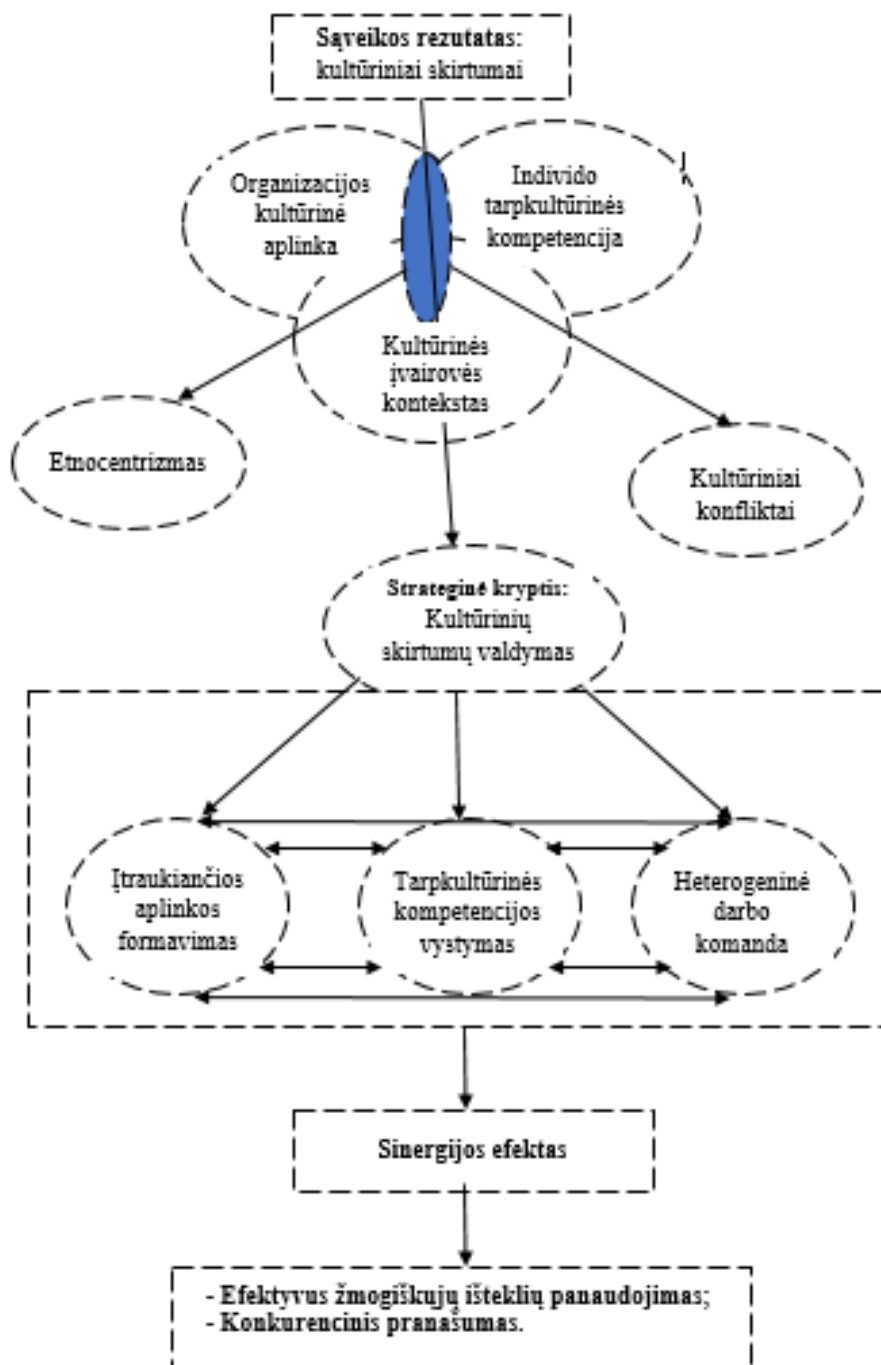 Sąveikos rezutatas:
kultūriniai skirtumai
Organizacijos
kultūrinė
aplinka
Individo
tarpkultūrinės
kompetencija
Kultūrinės
įvairovės
kontekstas
Etnocentrizmas
Kultūriniai
konfliktai
Strateginė kryptis:
Kultūrinių
skirtumų valdymas
Įtraukiančios
aplinkos
formavimas
Tarpkultūrinės
kompetencijos
vystymas
Heterogeninė
darbo
komanda
Sinergijos efektas
- Efektyvus žmogiškųjų išteklių panaudojimas;
- Konkurencinis pranašumas.